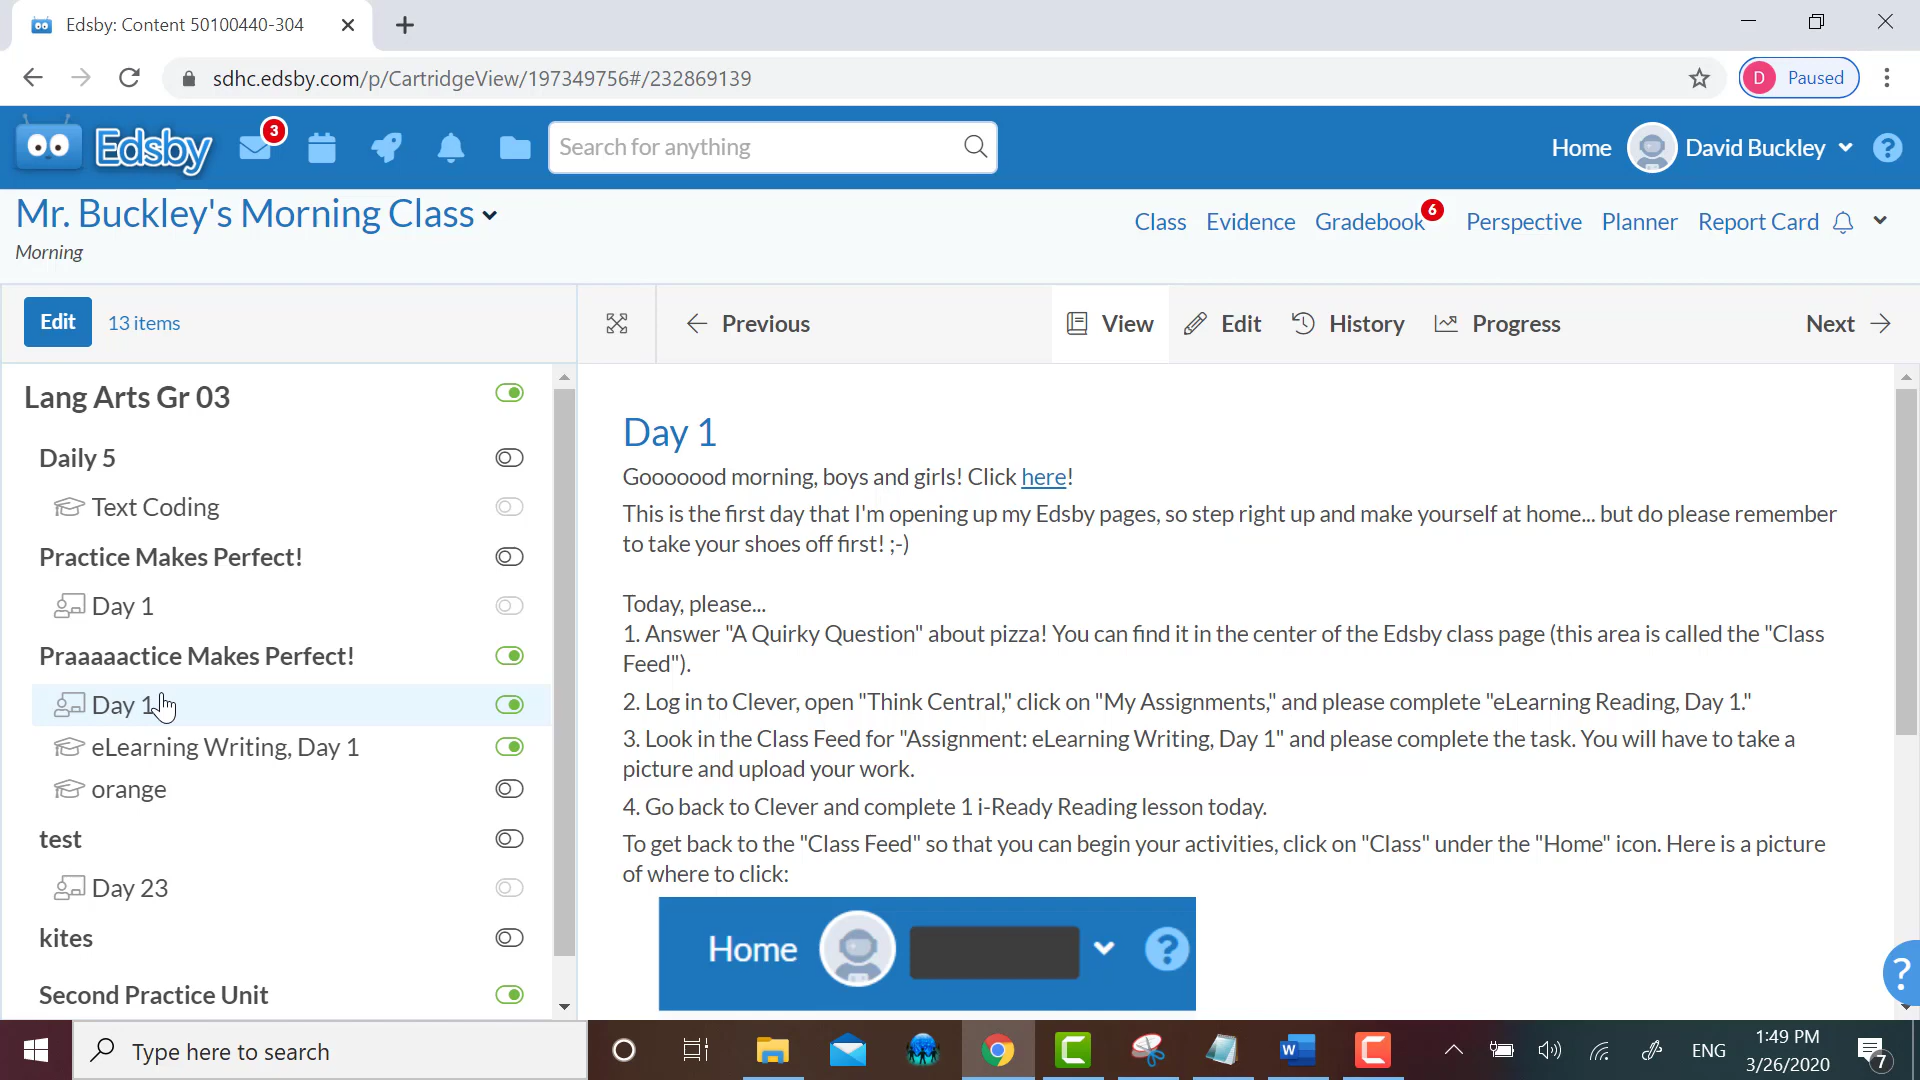 Edsby: Content 50100440-304
sdhc.edsby.com/p/CartridgeView/197349756#/232869139
D Paused
Edsby
3
Search for anything
Home
David Buckley
?
Mr. Buckley's Morning Class
Morning
Class
Evidence
Gradebook
6
Perspective
Planner
Report Card
Edit
13 items
Previous
View
Edit
History
Progress
Next
Lang Arts Gr 03
Daily 5
Text Coding
Practice Makes Perfect!
Day 1
Praaaaactice Makes Perfect!
Day 1
eLearning Writing, Day 1
orange
test
Day 23
kites
Second Practice Unit
Day 1
Gooooood morning, boys and girls! Click here!
This is the first day that I'm opening up my Edsby pages, so step right up and make yourself at home... but do please remember
to take your shoes off first! ;-)
Today, please...
1. Answer "A Quirky Question" about pizza! You can find it in the center of the Edsby class page (this area is called the "Class
Feed").
2. Log in to Clever, open "Think Central," click on "My Assignments," and please complete "eLearning Reading, Day 1."
3. Look in the Class Feed for "Assignment: eLearning Writing, Day 1" and please complete the task. You will have to take a
picture and upload your work.
4. Go back to Clever and complete 1 i-Ready Reading lesson today.
To get back to the "Class Feed" so that you can begin your activities, click on "Class" under the "Home" icon. Here is a picture
of where to click:
Home
?
?
Type here to search
W
ENG
1:49 PM
3/26/2020
7